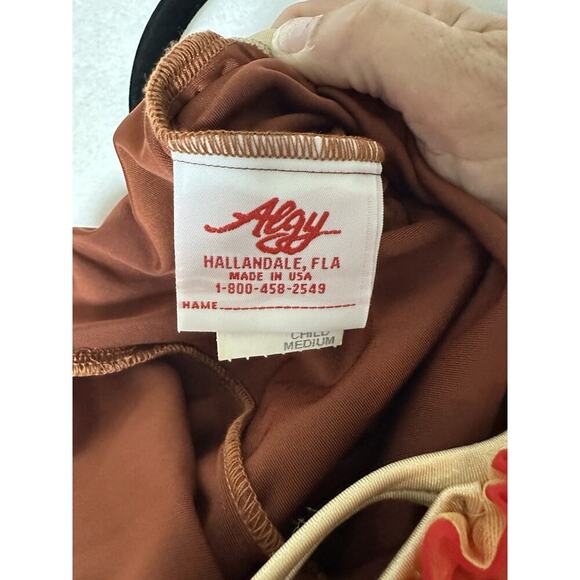 Algy
HALLANDALE, FLA
MADE IN USA
1-800-458-2549
NAME
CHILD
MEDIUM